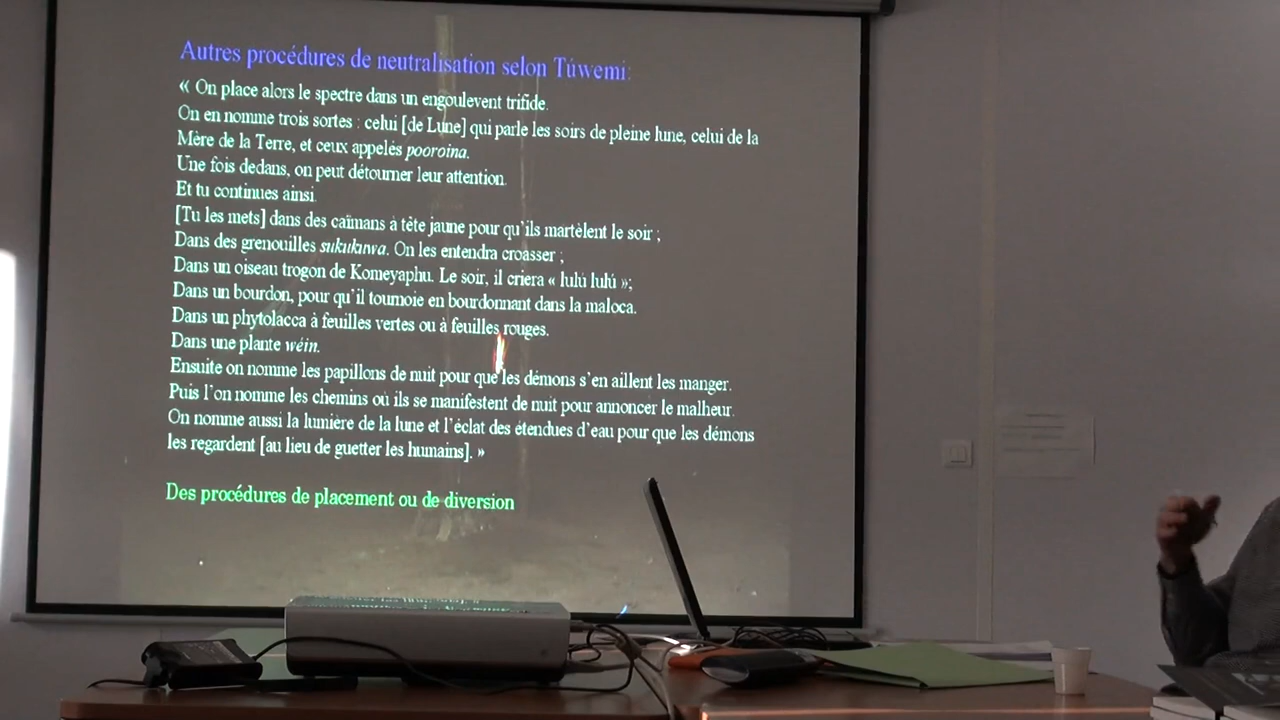 Autres procédures de neutralisation selon Túwemi:
« On place alors le spectre dans un engoulevent trifide.
On en nomme trois sortes : celui [de Lune] qui parle les soirs de pleine lune, celui de la
Mère de la Terre, et ceux appelés pooroina.
Une fois dedans, on peut détourner leur attention.
Et tu continues ainsi.
[Tu les mets] dans des caïmans à tête jaune pour qu'ils martèlent le soir ;
Dans des grenouilles sukukuwa. On les entendra croasser ;
Dans un oiseau trogon de Komeyaphu. Le soir, il criera « lulú lulú »;
Dans un bourdon, pour qu'il tournoie en bourdonnant dans la maloca.
Dans un phytolacca à feuilles vertes ou à feuilles rouges.
Dans une plante wéin.
Ensuite on nomme les papillons de nuit pour que les démons s'en aillent les manger.
Puis l'on nomme les chemins où ils se manifestent de nuit pour annoncer le malheur.
On nomme aussi la lumière de la lune et l'éclat des étendues d'eau pour que les démons
les regardent [au lieu de guetter les humains]. »
Des procédures de placement ou de diversion